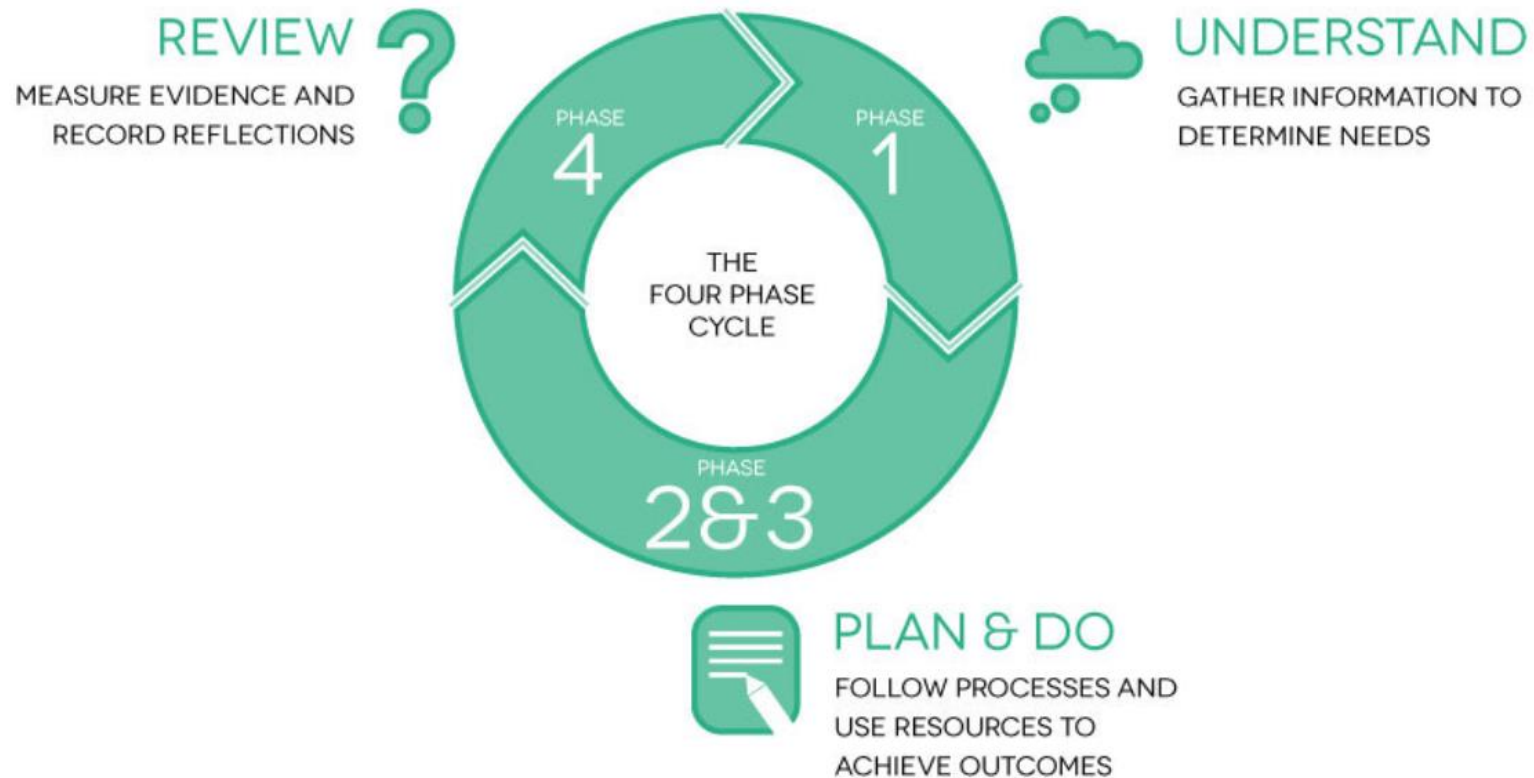 REVIEW
MEASURE EVIDENCE AND
RECORD REFLECTIONS
UNDERSTAND
GATHER INFORMATION TO
DETERMINE NEEDS
PHASE
4
PHASE
1
THE
FOUR PHASE
CYCLE
PHASE
2&3
PLAN & DO
FOLLOW PROCESSES AND
USE RESOURCES TO
ACHIEVE OUTCOMES